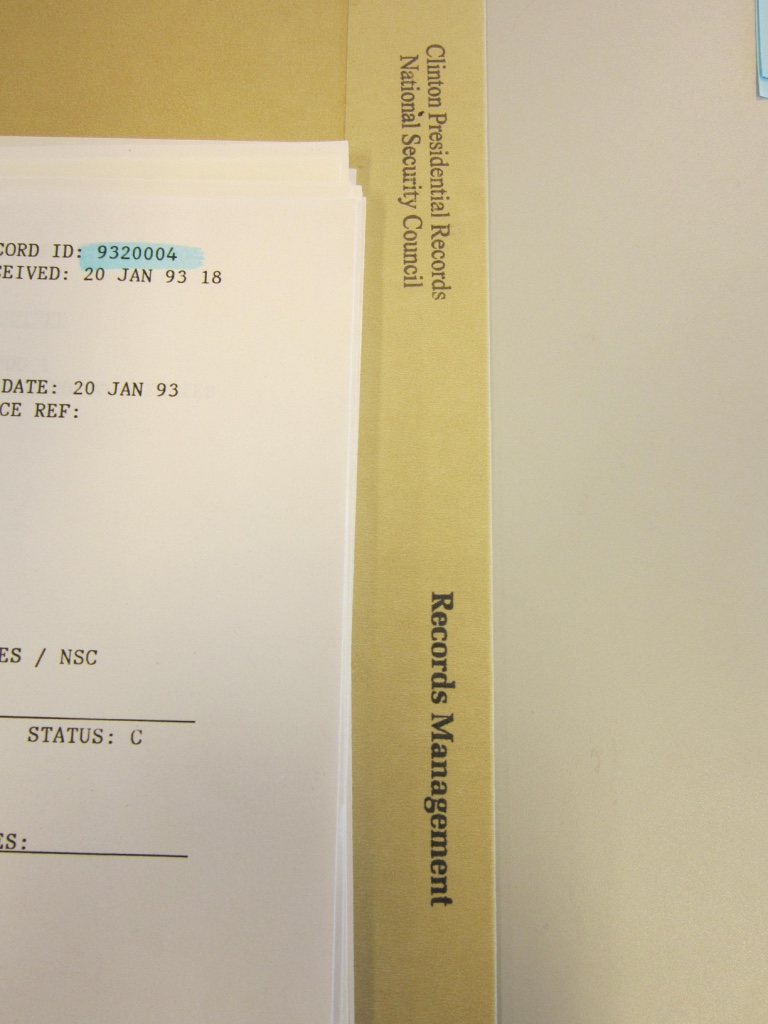 CORD ID: 9320004
EIVED: 20 JAN 93 18
DATE: 20 JAN 93
CE REF:
ES / NSC
STATUS: C
ES:
Clinton Presidential Records
National Security Council
Records Management